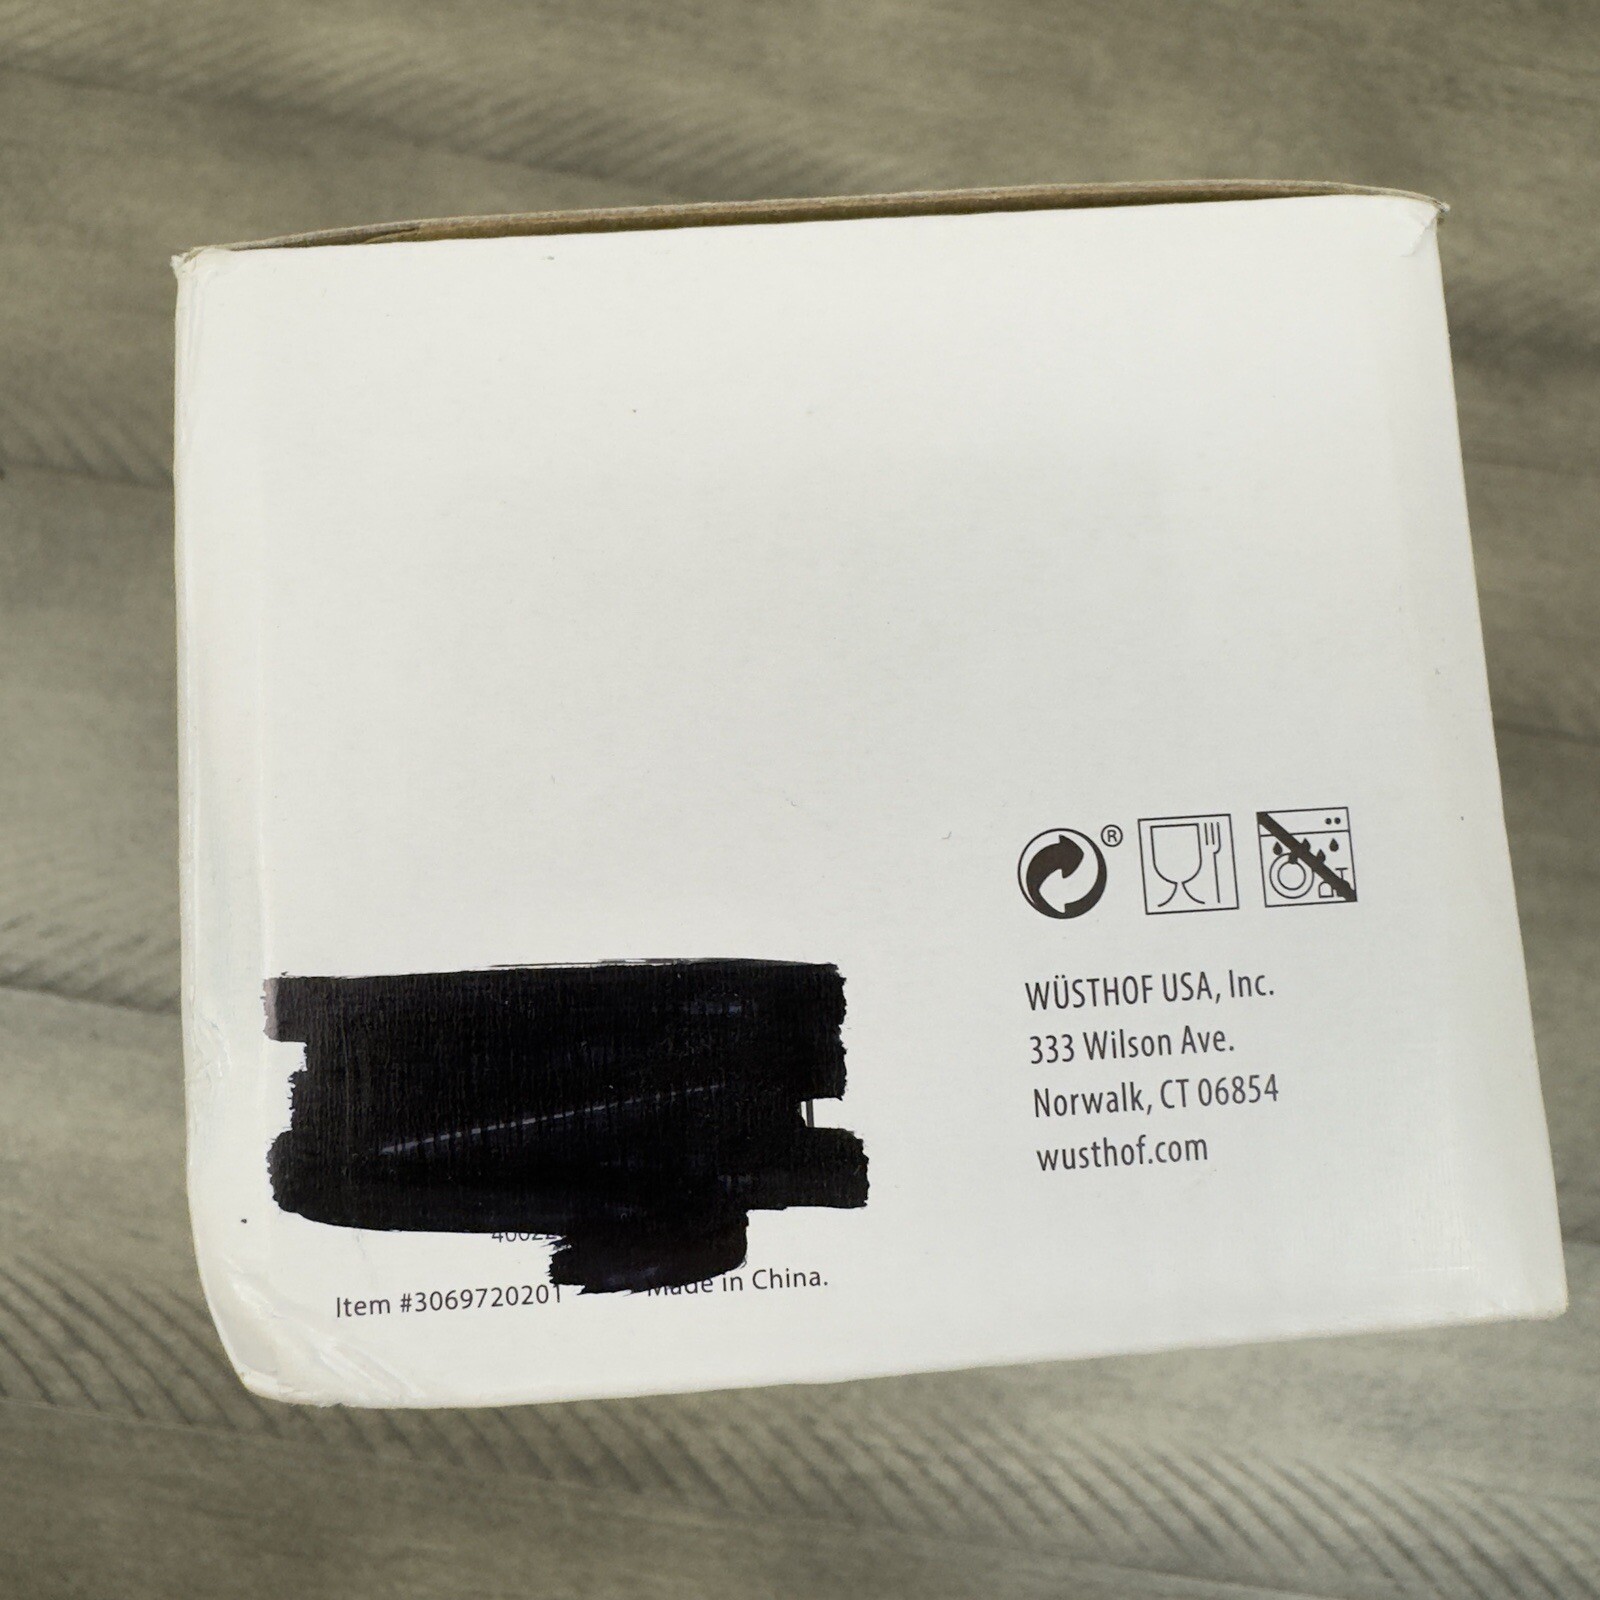 ®
WÜSTHOF USA, Inc.
333 Wilson Ave.
Norwalk, CT 06854
wusthof.com
Item #3069720201 Made in China.